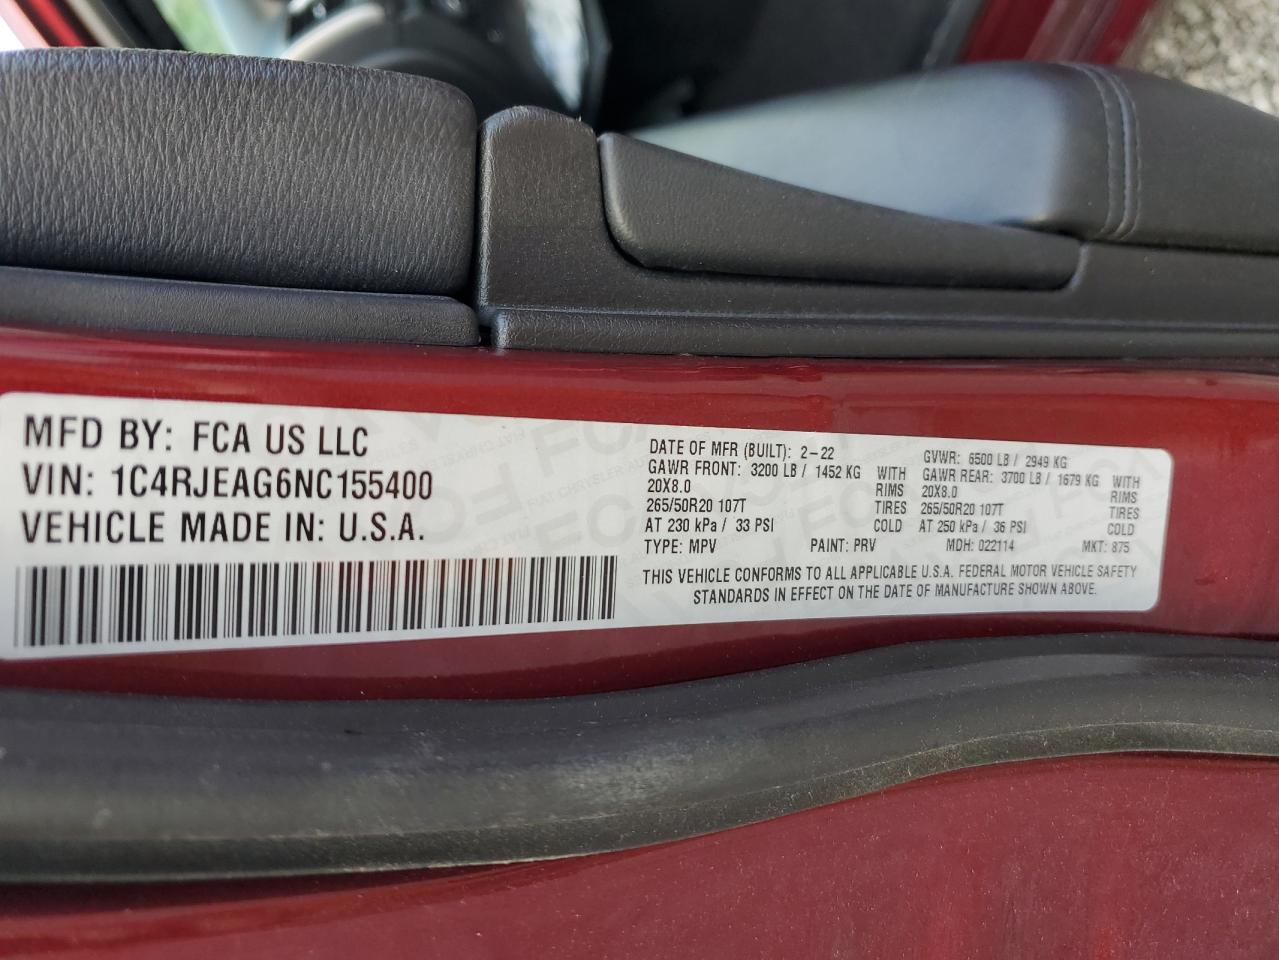 MFD BY: FCA US LLC
VIN: 1C4RJEAG6NC155400
VEHICLE MADE IN: U.S.A.
DATE OF MFR (BUILT): 2-22
GAWR FRONT: 3200 LB / 1452 KG WITH
20X8.0 RIMS
265/50R20 107T TIRES
AT 230 kPa / 33 PSI COLD
GVWR: 6500 LB / 2949 KG
GAWR REAR: 3700 LB / 1679 KG WITH
20X8.0 RIMS
265/50R20 107T TIRES
AT 250 kPa / 36 PSI COLD
TYPE: MPV PAINT: PRV MDH: 022114 MKT: 875
THIS VEHICLE CONFORMS TO ALL APPLICABLE U.S.A. FEDERAL MOTOR VEHICLE SAFETY
STANDARDS IN EFFECT ON THE DATE OF MANUFACTURE SHOWN ABOVE.